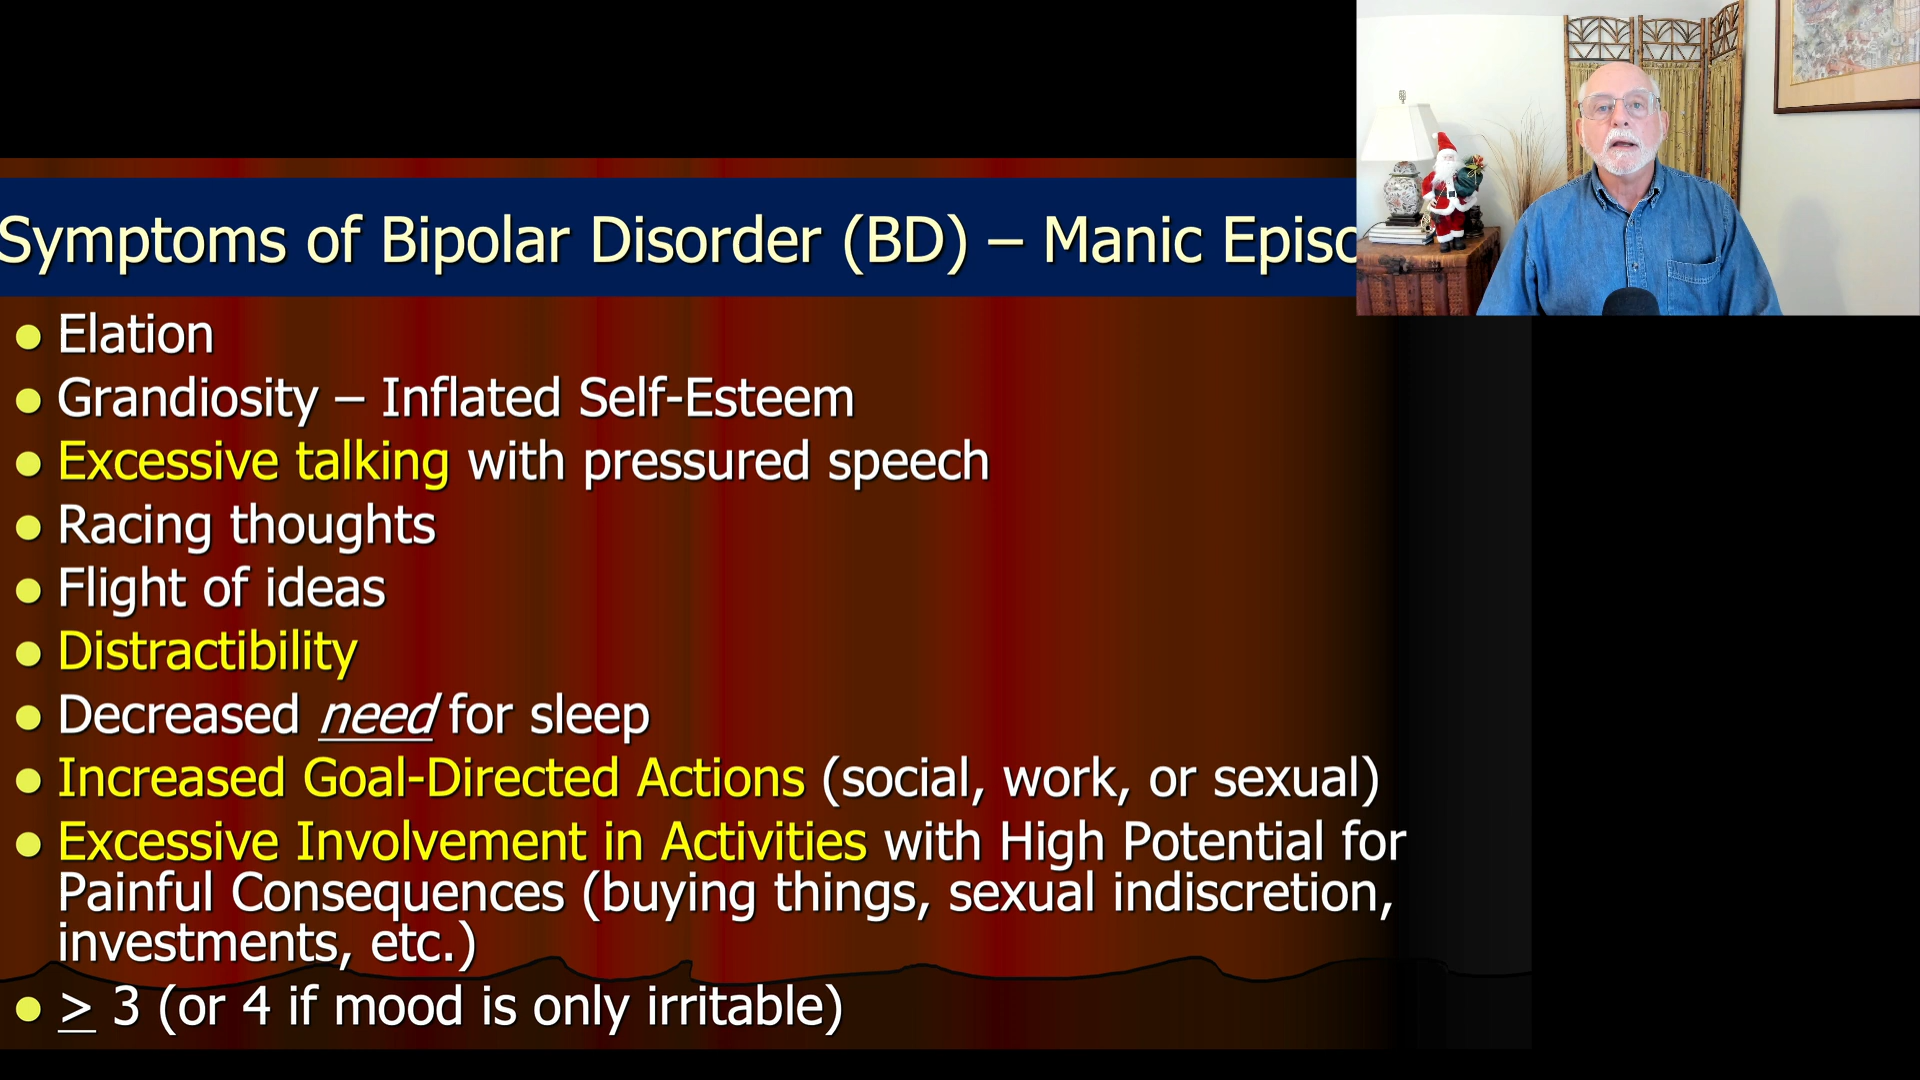 Symptoms of Bipolar Disorder (BD) – Manic
Elation
Grandiosity – Inflated Self-Esteem
Excessive talking with pressured speech
Racing thoughts
Flight of ideas
Distractibility
Decreased need for sleep
Increased Goal-Directed Actions (social, work, or sexual)
Excessive Involvement in Activities with High Potential for
Painful Consequences (buying things, sexual indiscretion,
investments, etc.)
> 3 (or 4 if mood is only irritable)